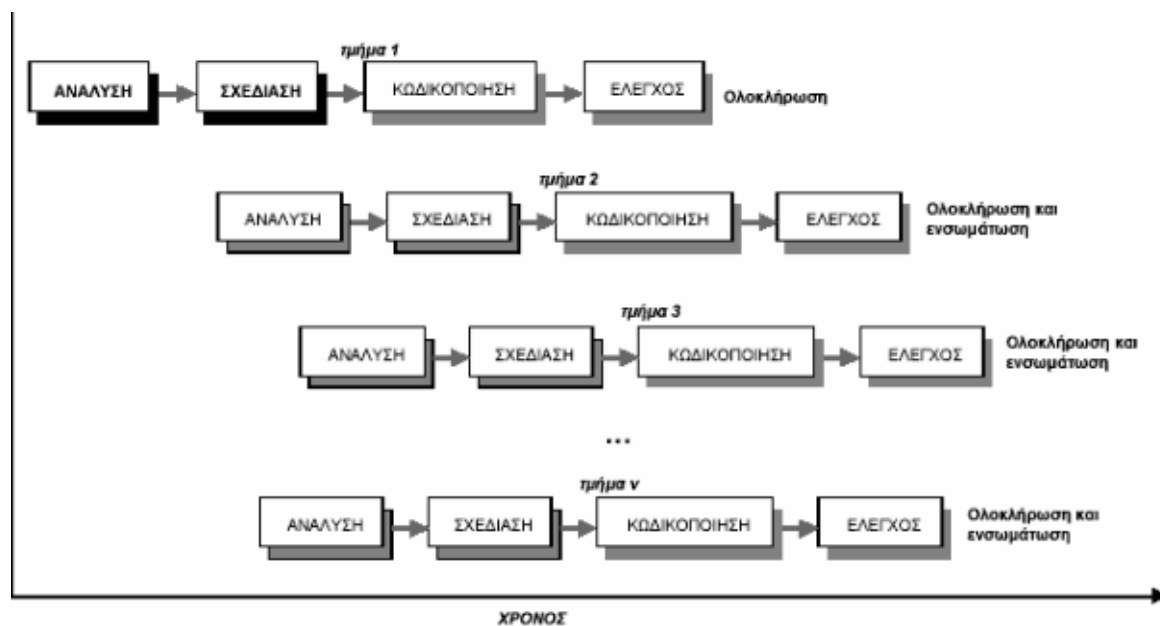 τμήμα 1
ΑΝΑΛΥΣΗ
ΣΧΕΔΙΑΣΗ
ΚΩΔΙΚΟΠΟΙΗΣΗ
ΕΛΕΓΧΟΣ
Ολοκλήρωση
τμήμα 2
ΑΝΑΛΥΣΗ
ΣΧΕΔΙΑΣΗ
ΚΩΔΙΚΟΠΟΙΗΣΗ
ΕΛΕΓΧΟΣ
Ολοκλήρωση και
ενσωμάτωση
τμήμα 3
ΑΝΑΛΥΣΗ
ΣΧΕΔΙΑΣΗ
ΚΩΔΙΚΟΠΟΙΗΣΗ
ΕΛΕΓΧΟΣ
Ολοκλήρωση και
ενσωμάτωση
...
τμήμα ν
ΑΝΑΛΥΣΗ
ΣΧΕΔΙΑΣΗ
ΚΩΔΙΚΟΠΟΙΗΣΗ
ΕΛΕΓΧΟΣ
Ολοκλήρωση και
ενσωμάτωση
ΧΡΟΝΟΣ